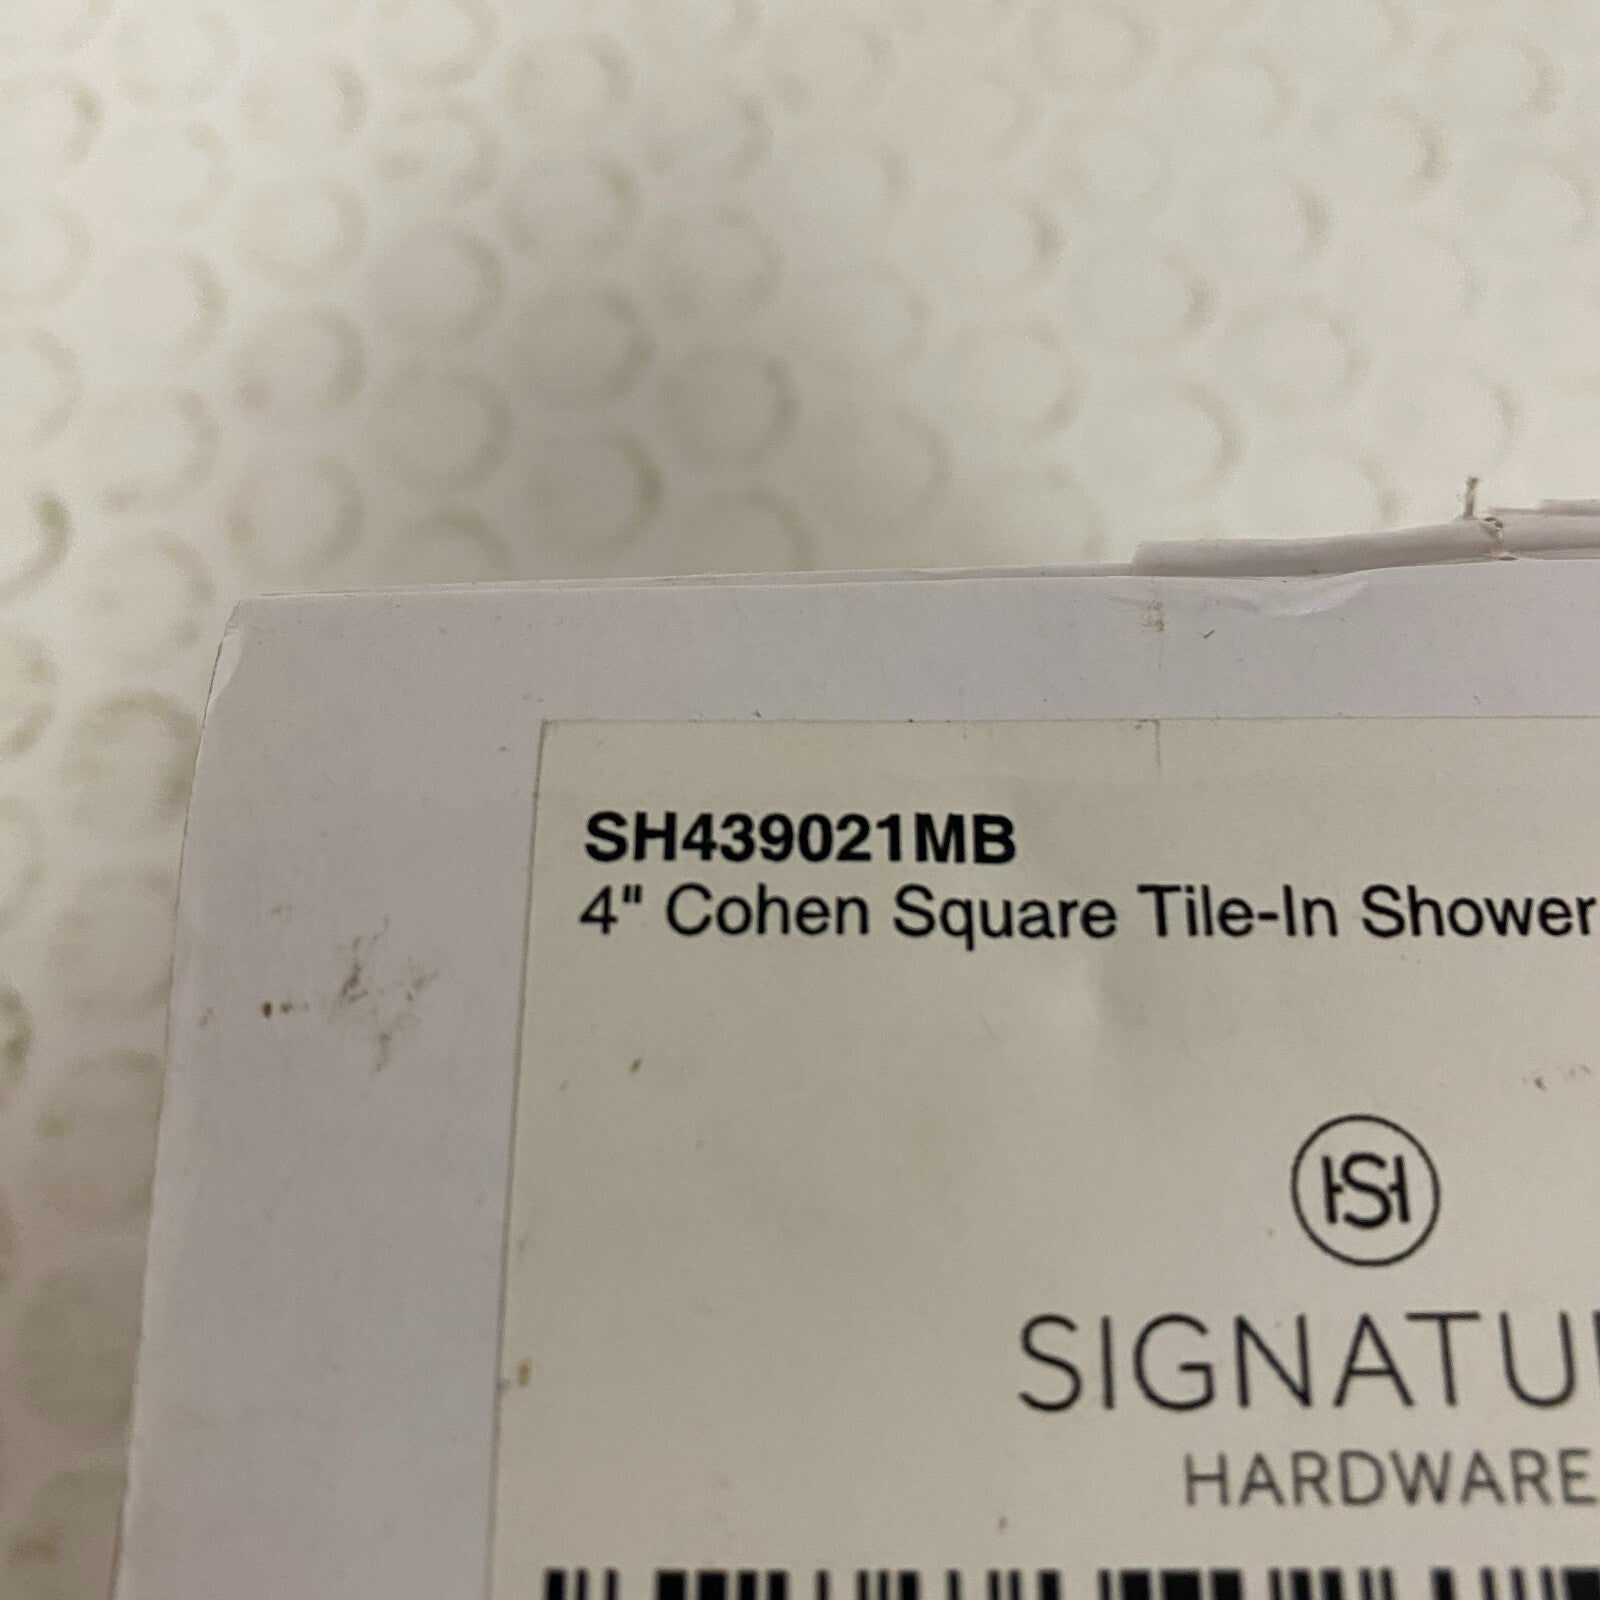 SH439021MB
4" Cohen Square Tile-In Shower
SH
SIGNATU
HARDWARE